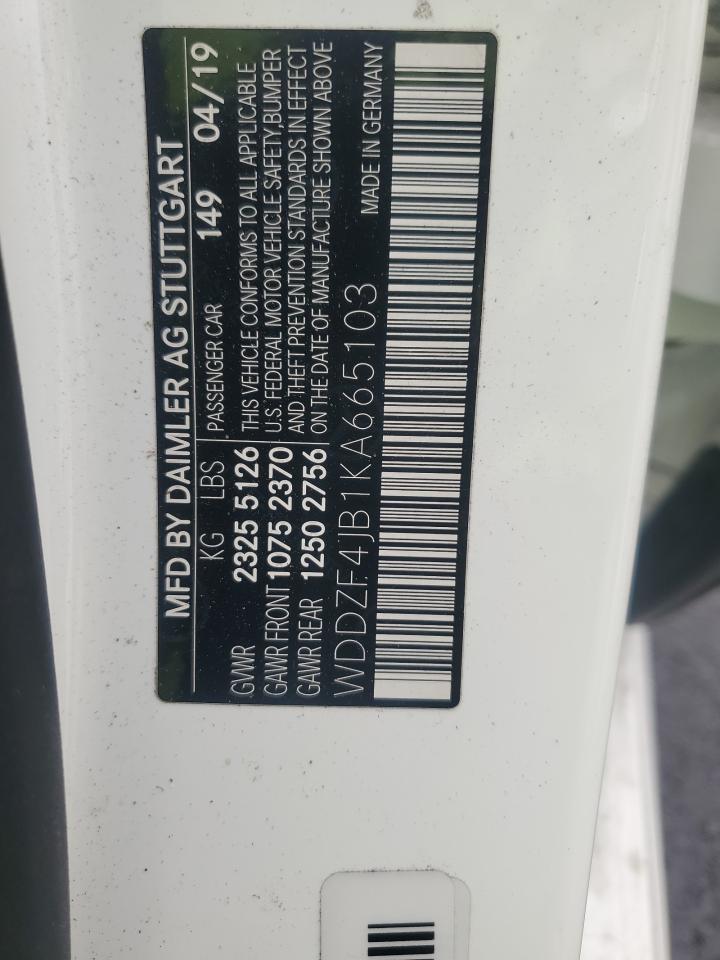 MFD BY DAIMLER AG STUTTGART
KG LBS PASSENGER CAR 149 04/19
GVWR 2325 5126 THIS VEHICLE CONFORMS TO ALL APPLICABLE
GAWR FRONT 1075 2370 U.S. FEDERAL MOTOR VEHICLE SAFETY, BUMPER
GAWR REAR 1250 2756 AND THEFT PREVENTION STANDARDS IN EFFECT
ON THE DATE OF MANUFACTURE SHOWN ABOVE
WDDZF4JB1KA665103 MADE IN GERMANY